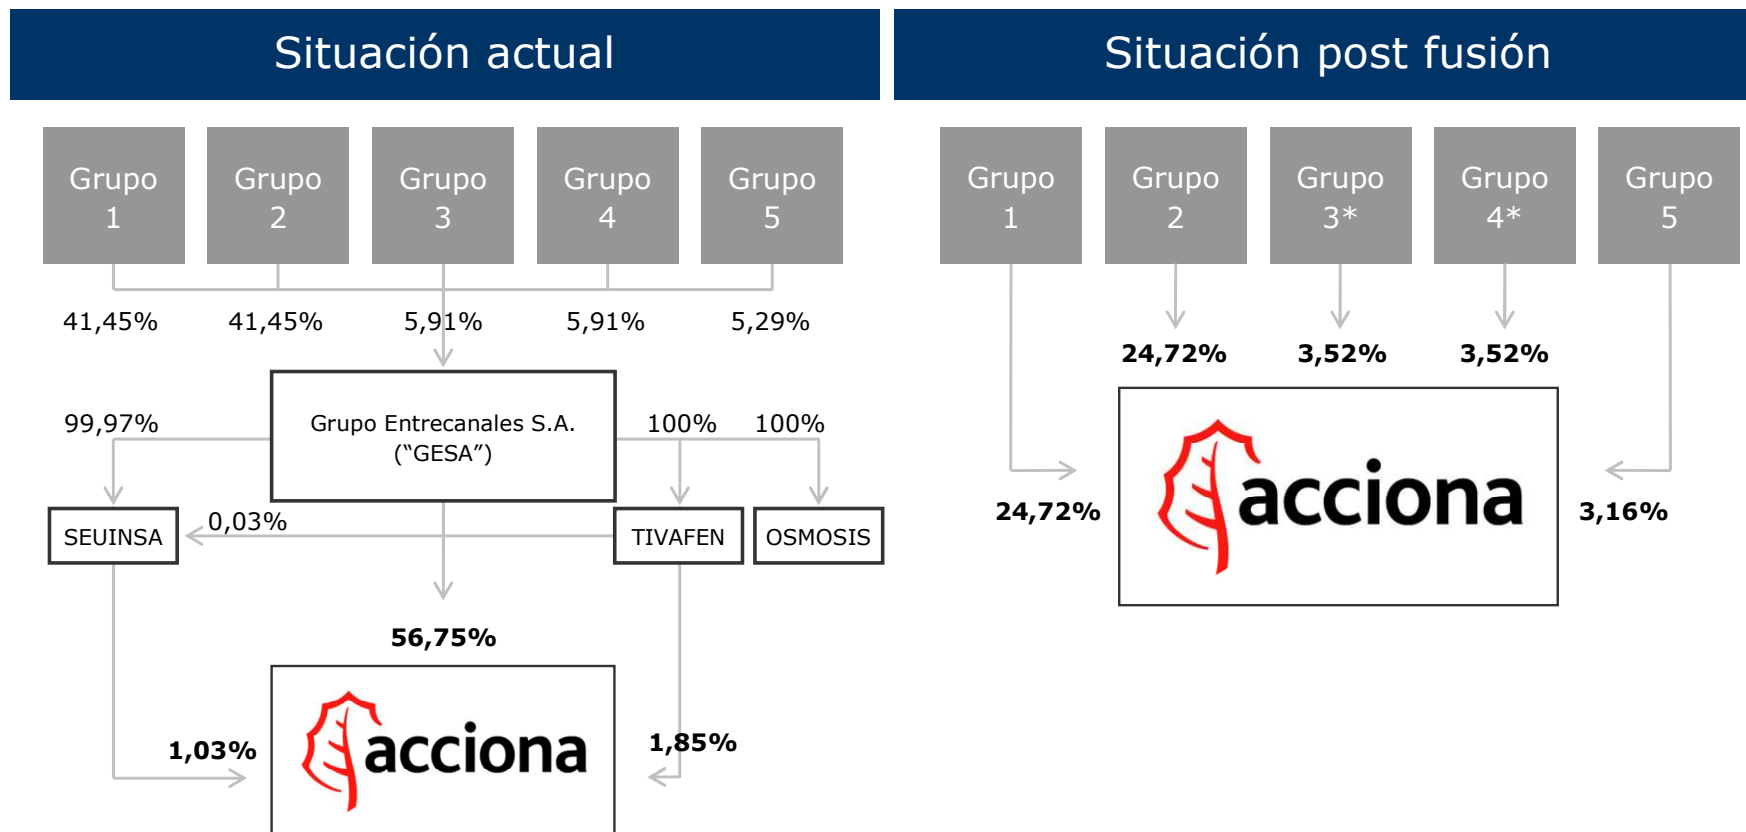 Situación actual
Situación post fusión
Grupo
1
Grupo
2
Grupo
3
Grupo
4
Grupo
5
41,45%
41,45%
5,91%
5,91%
5,29%
Grupo Entrecanales S.A.
(“GESA”)
99,97%
100%
100%
SEUINSA
0,03%
TIVAFEN
OSMOSIS
56,75%
1,03%
acciona
1,85%
Grupo
1
Grupo
2
Grupo
3*
Grupo
4*
Grupo
5
24,72%
3,52%
3,52%
24,72%
acciona
3,16%